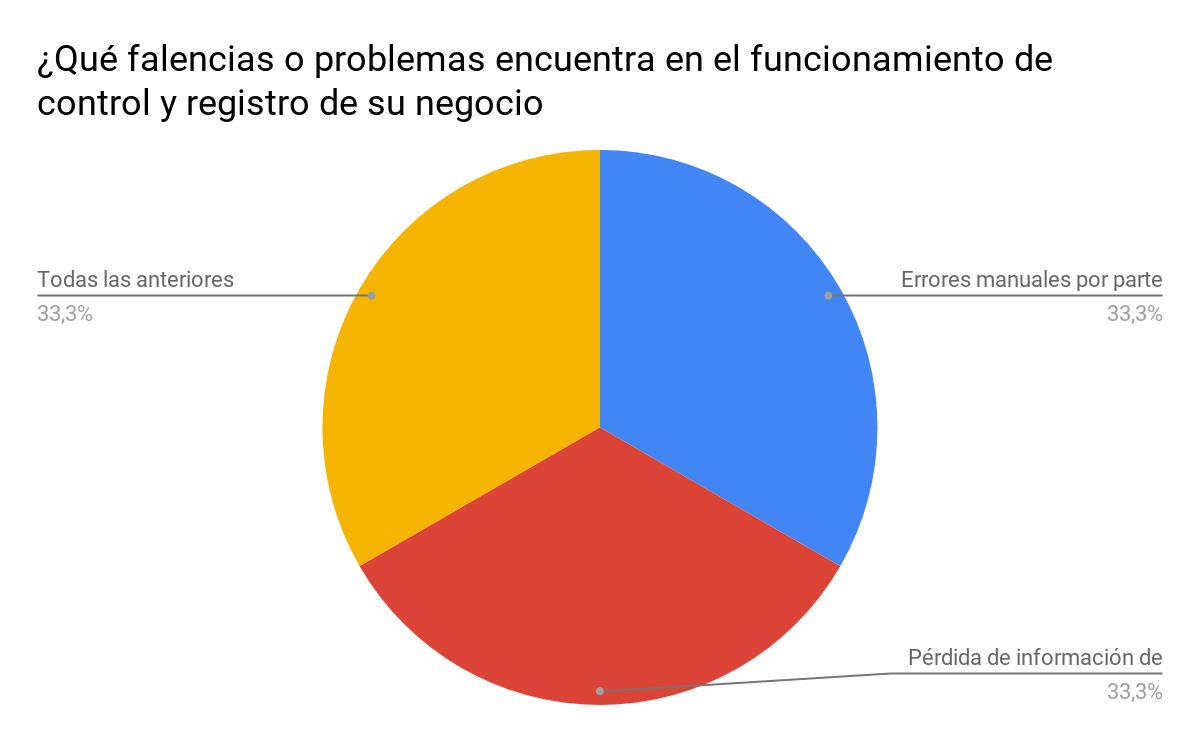 ¿Qué falencias o problemas encuentra en el funcionamiento de
control y registro de su negocio
Todas las anteriores
33,3%
Errores manuales por parte
33,3%
Pérdida de información de
33,3%